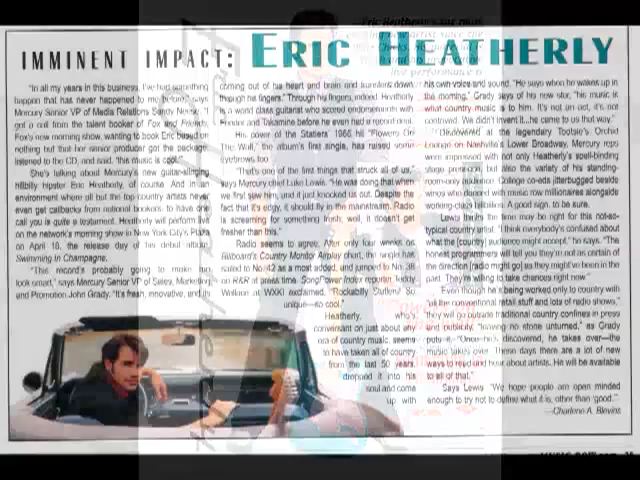 IMMINENT IMPACT: ERIC HEATHERLY
"In all my years in this business, I've had something
happen that has never happened to me before," says
Mercury Senior VP of Media Relations Sandy Neese. "I
got a call from the talent booker of Fox and Friends,
Fox's new morning show, wanting to book Eric based on
nothing but that her senior producer got the package,
listened to the CD, and said, 'this music is cool.'"
She's talking about Mercury's new guitar-slinging
hillbilly hipster Eric Heatherly, of course. And in an
environment where all but the top country artists never
even get callbacks from national bookers, to have one
call you is quite a testament. Heatherly will perform live
on the network's morning show in New York City's Plaza
on April 18, the release day of his debut album,
Swimming In Champagne.
"This record's probably going to make me
look smart," says Mercury Senior VP of Sales, Marketing
and Promotion John Grady. "It's fresh, innovative, and it's
coming out of his heart and brain and tumblers down
though his fingers." Through his fingers, indeed. Heatherly
is a world class guitarist who scored endorsements with
Fender and Takamine before he even had a record deal.
His power of the Statlers' 1966 hit "Flowers On
The Wall," the album's first single, has raised some
eyebrows too.
"That's one of the first things that struck all of us,"
says Mercury chief Luke Lewis. "He was doing that when
we first saw him, and it just knocked us out. Despite the
fact that it's edgy, it should fly in the mainstream. Radio
is screaming for something fresh; well, it doesn't get
fresher than this."
Radio seems to agree. After only four weeks on
Billboard's Country Monitor Airplay chart, the single has
sailed to No. 42 as a most added, and jumped to No. 38
on R&R at press time. SongPower Index reporter Teddy
Wallace at WXKI exclaimed, "Rockabilly Statlers! So
unique—so cool."
Heatherly, who's
conversant on just about any
era of country music, seems
to have taken all of country
from the last 50 years,
dropped it into his
soul and come
up with
his own voice and sound. "He says when he wakes up in
the morning," Grady says of his new star, "his music is
what country music is to him. It's not an act, it's not
contrived. We didn't invent it...he came to us that way."
Discovered at the legendary Tootsie's Orchid
Lounge on Nashville's Lower Broadway, Mercury reps
were impressed with not only Heatherly's spell-binding
stage presence, but also the variety of his standing-
room-only audience. College co-eds jitterbugged beside
wings who danced with music row millionaires alongside
working-class hillbillies. A good sign, to be sure.
Lewis thinks the time may be right for this not-so-
typical country artist. "I think everybody's confused about
what the [country] audience might accept," he says. "The
honest programmers will tell you they're not as certain of
the direction [radio might go] as they might've been in the
past. They're willing to take chances right now."
Even though he's being worked only to country with
"all the conventional retail stuff and lots of radio shows,"
they will go outside traditional country confines in press
and publicity, "leaving no stone unturned," as Grady
puts it. "Once he's discovered, he takes over—the
music takes over. These days there are a lot of new
ways to read and hear about artists. He will be available
to all of that."
Says Lewis "We hope people are open minded
enough to try not to define what it is, other than 'good'."
—Charlene A. Blevins